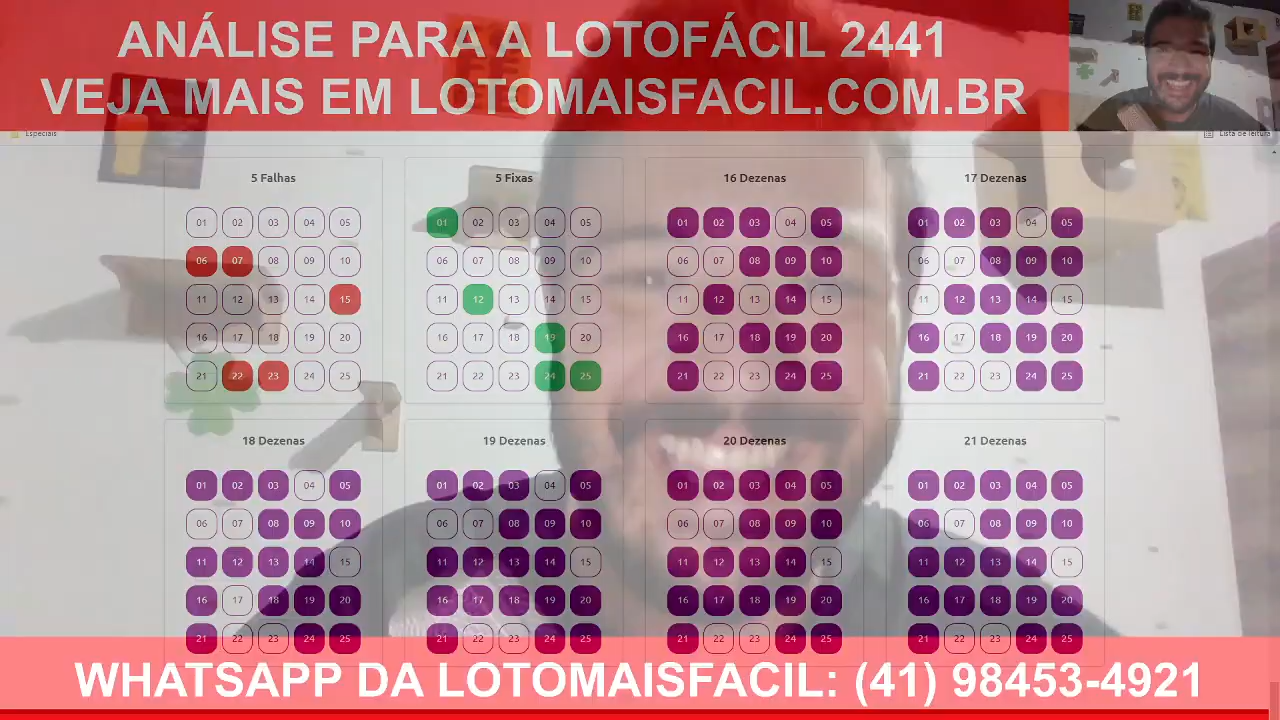 ANÁLISE PARA A LOTOFÁCIL 2441
VEJA MAIS EM LOTOMAISFACIL.COM.BR
Especiais
Lista de leitura
5 Falhas
01 02 03 04 05
06 07 08 09 10
11 12 13 14 15
16 17 18 19 20
21 22 23 24 25
5 Fixas
01 02 03 04 05
06 07 08 09 10
11 12 13 14 15
16 17 18 19 20
21 22 23 24 25
16 Dezenas
01 02 03 04 05
06 07 08 09 10
11 12 13 14 15
16 17 18 19 20
21 22 23 24 25
17 Dezenas
01 02 03 04 05
06 07 08 09 10
11 12 13 14 15
16 17 18 19 20
21 22 23 24 25
18 Dezenas
01 02 03 04 05
06 07 08 09 10
11 12 13 14 15
16 17 18 19 20
21 22 23 24 25
19 Dezenas
01 02 03 04 05
06 07 08 09 10
11 12 13 14 15
16 17 18 19 20
21 22 23 24 25
20 Dezenas
01 02 03 04 05
06 07 08 09 10
11 12 13 14 15
16 17 18 19 20
21 22 23 24 25
21 Dezenas
01 02 03 04 05
06 07 08 09 10
11 12 13 14 15
16 17 18 19 20
21 22 23 24 25
WHATSAPP DA LOTOMAISFACIL: (41) 98453-4921